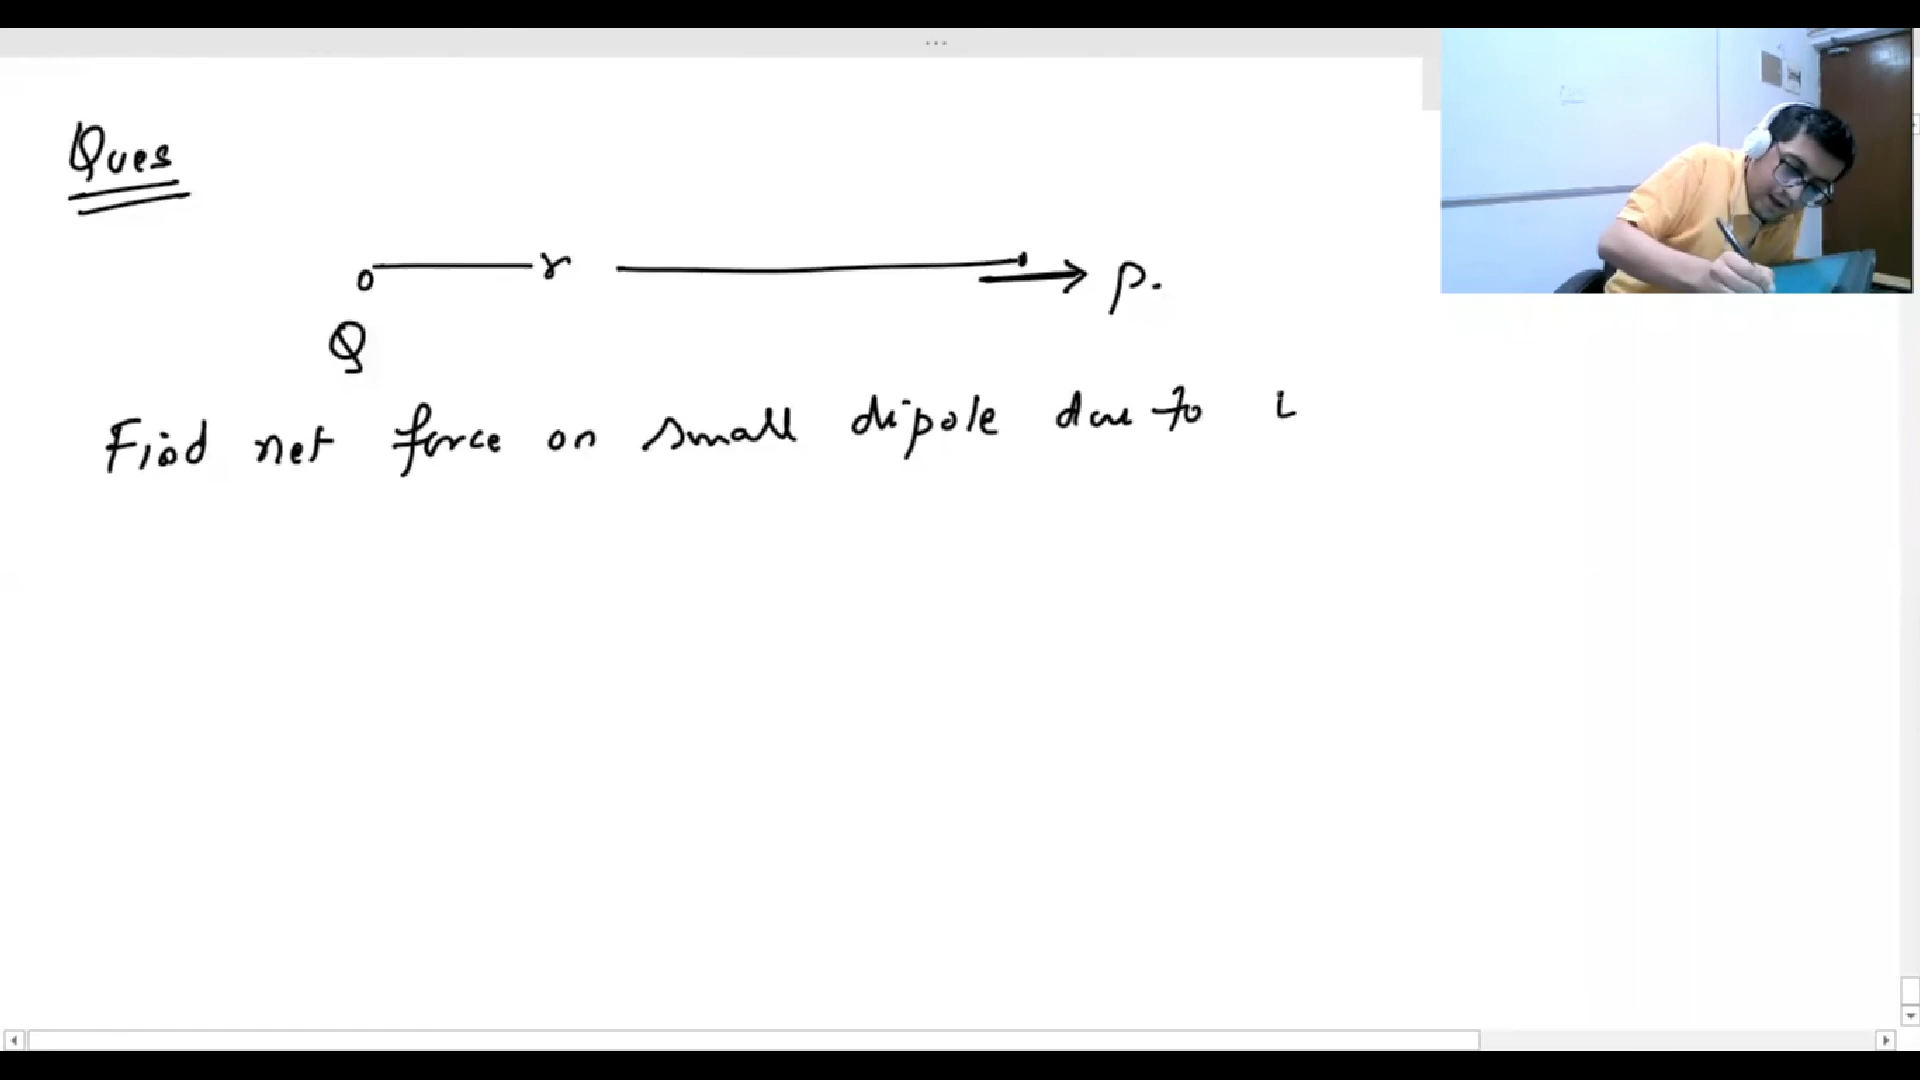 Ques
r
p.
Q
Find net force on small dipole due to